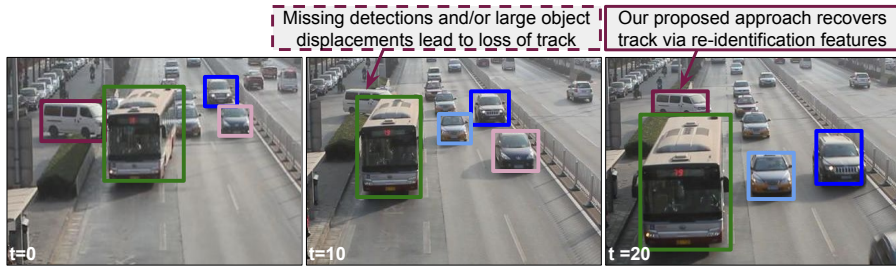 Missing detections and/or large object
displacements lead to loss of track
Our proposed approach recovers
track via re-identification features
t=0
t=10
t =20